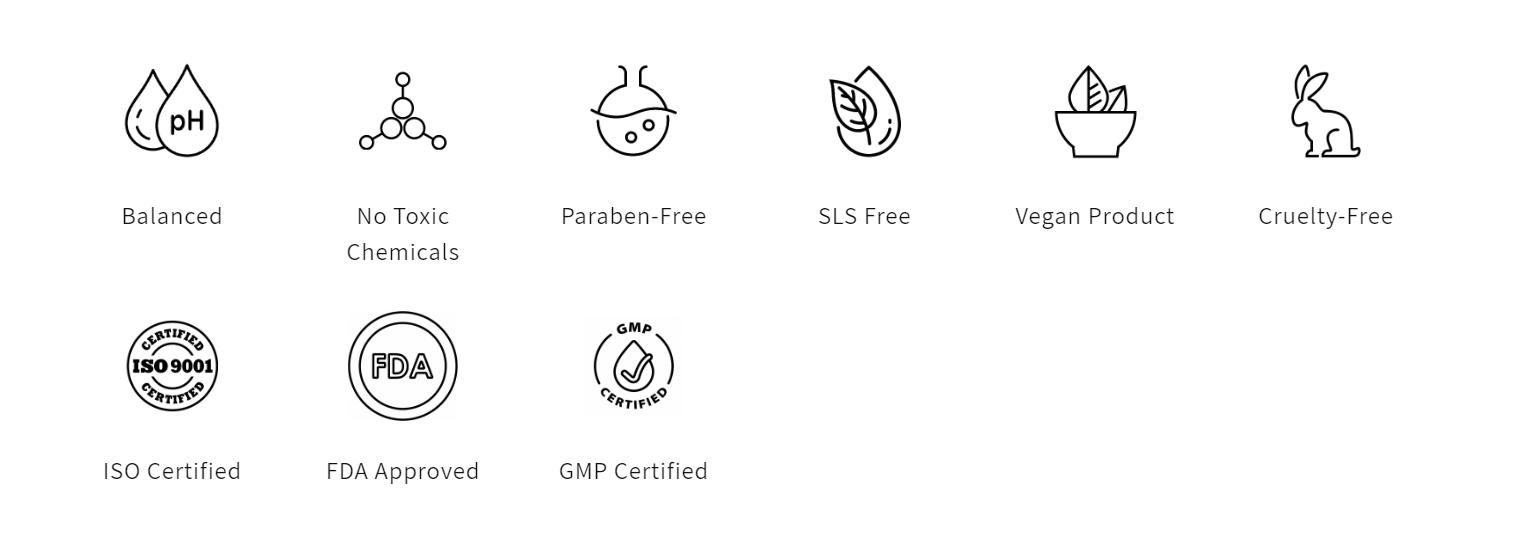 pH
Balanced
No Toxic
Chemicals
Paraben-Free
SLS Free
Vegan Product
Cruelty-Free
CERTIFIED
ISO 9001
CERTIFIED
ISO Certified
FDA
FDA Approved
GMP
CERTIFIED
GMP Certified